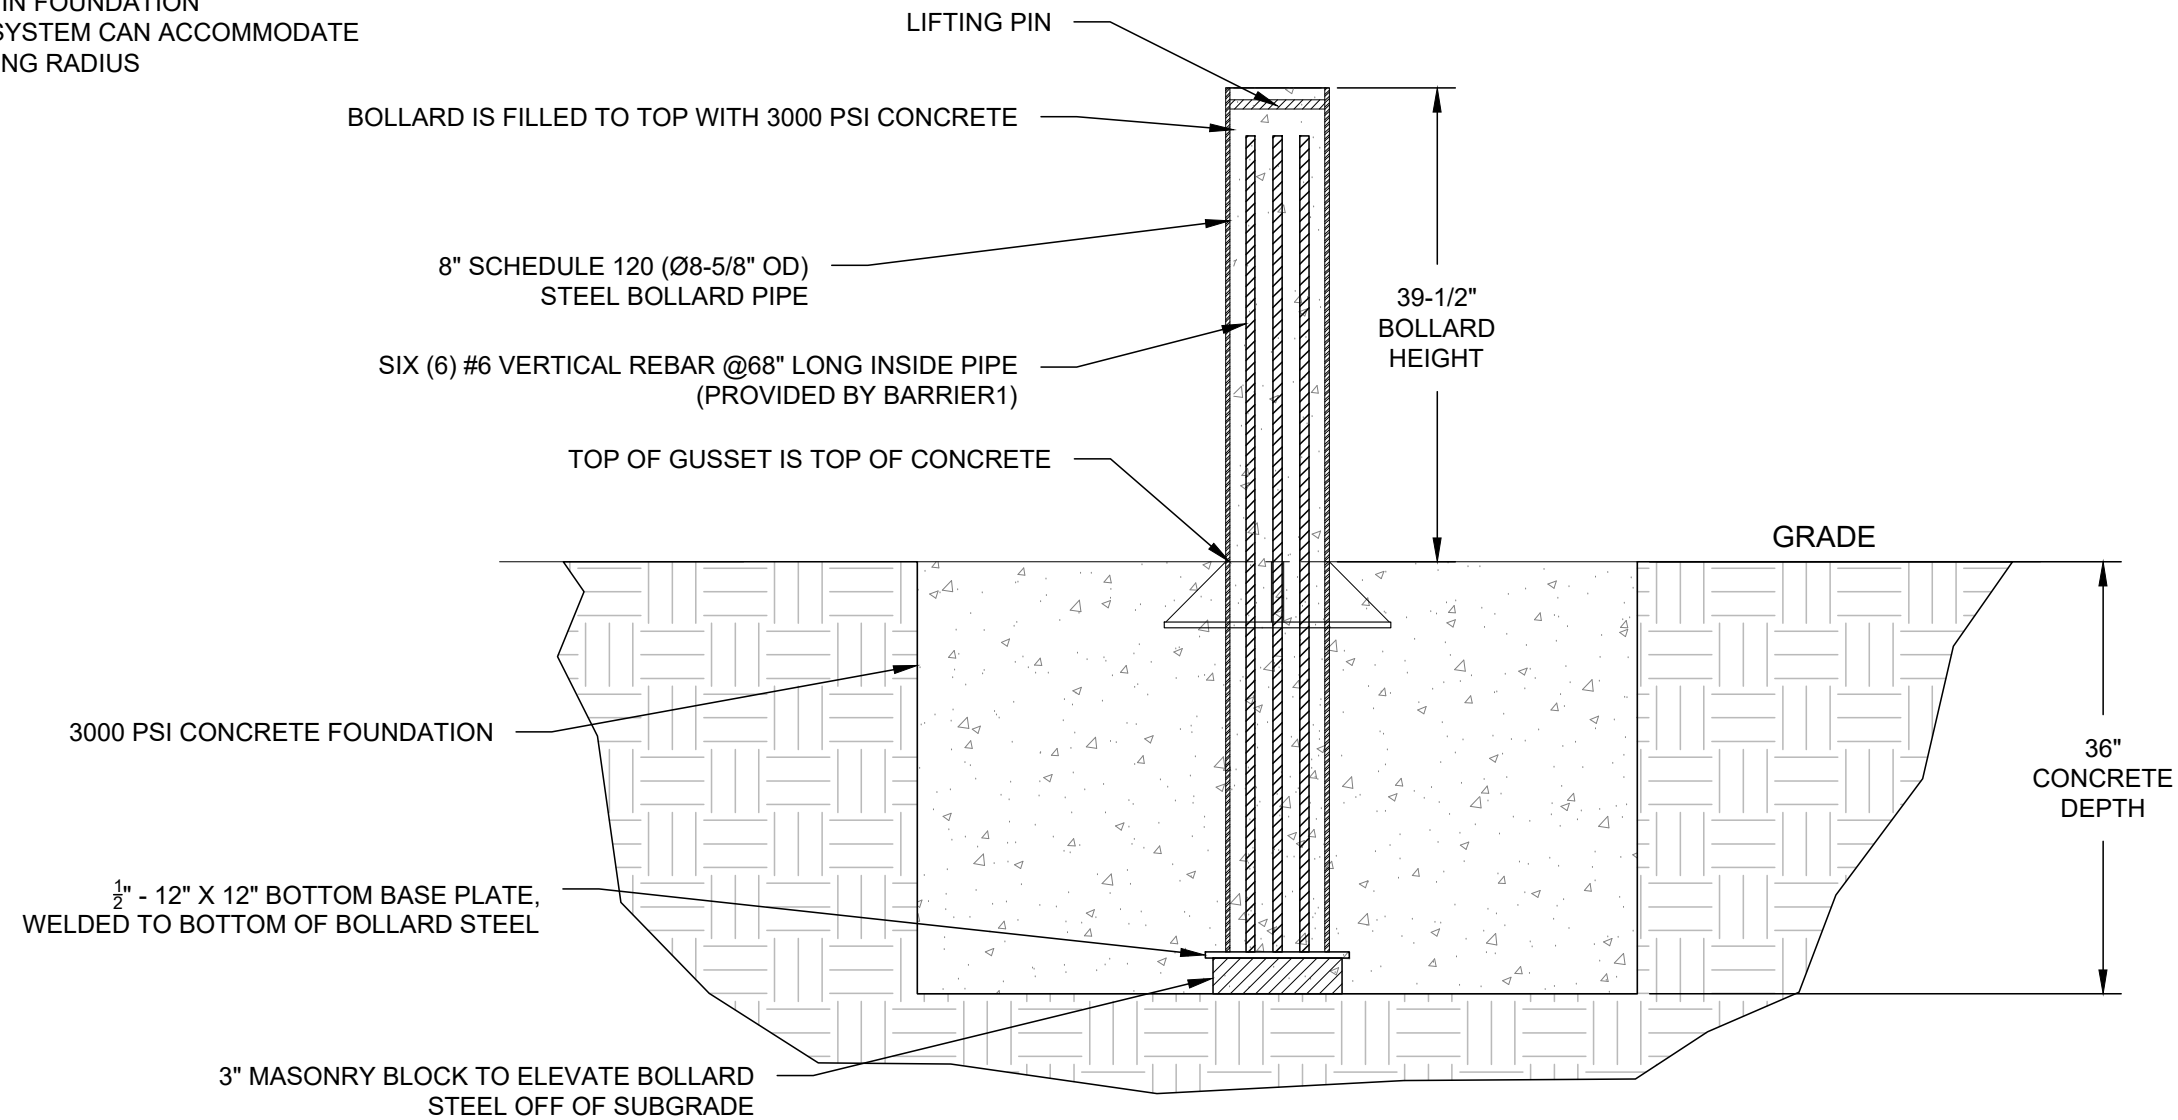 IN FOUNDATION
SYSTEM CAN ACCOMMODATE
NG RADIUS
LIFTING PIN
BOLLARD IS FILLED TO TOP WITH 3000 PSI CONCRETE
8" SCHEDULE 120 (Ø8-5/8" OD)
STEEL BOLLARD PIPE
39-1/2"
BOLLARD
HEIGHT
SIX (6) #6 VERTICAL REBAR @68" LONG INSIDE PIPE
(PROVIDED BY BARRIER1)
TOP OF GUSSET IS TOP OF CONCRETE
GRADE
3000 PSI CONCRETE FOUNDATION
36"
CONCRETE
DEPTH
½" - 12" X 12" BOTTOM BASE PLATE,
WELDED TO BOTTOM OF BOLLARD STEEL
3" MASONRY BLOCK TO ELEVATE BOLLARD
STEEL OFF OF SUBGRADE